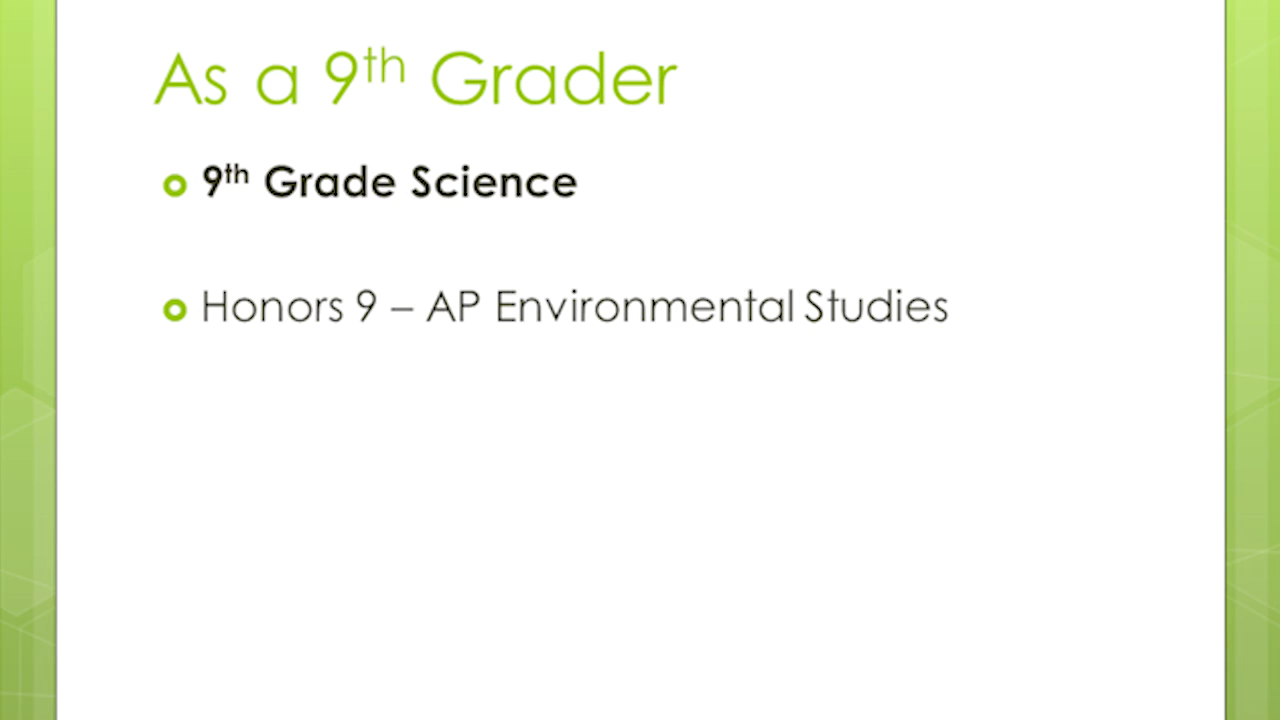 As a 9th Grader
9th Grade Science
Honors 9 – AP Environmental Studies